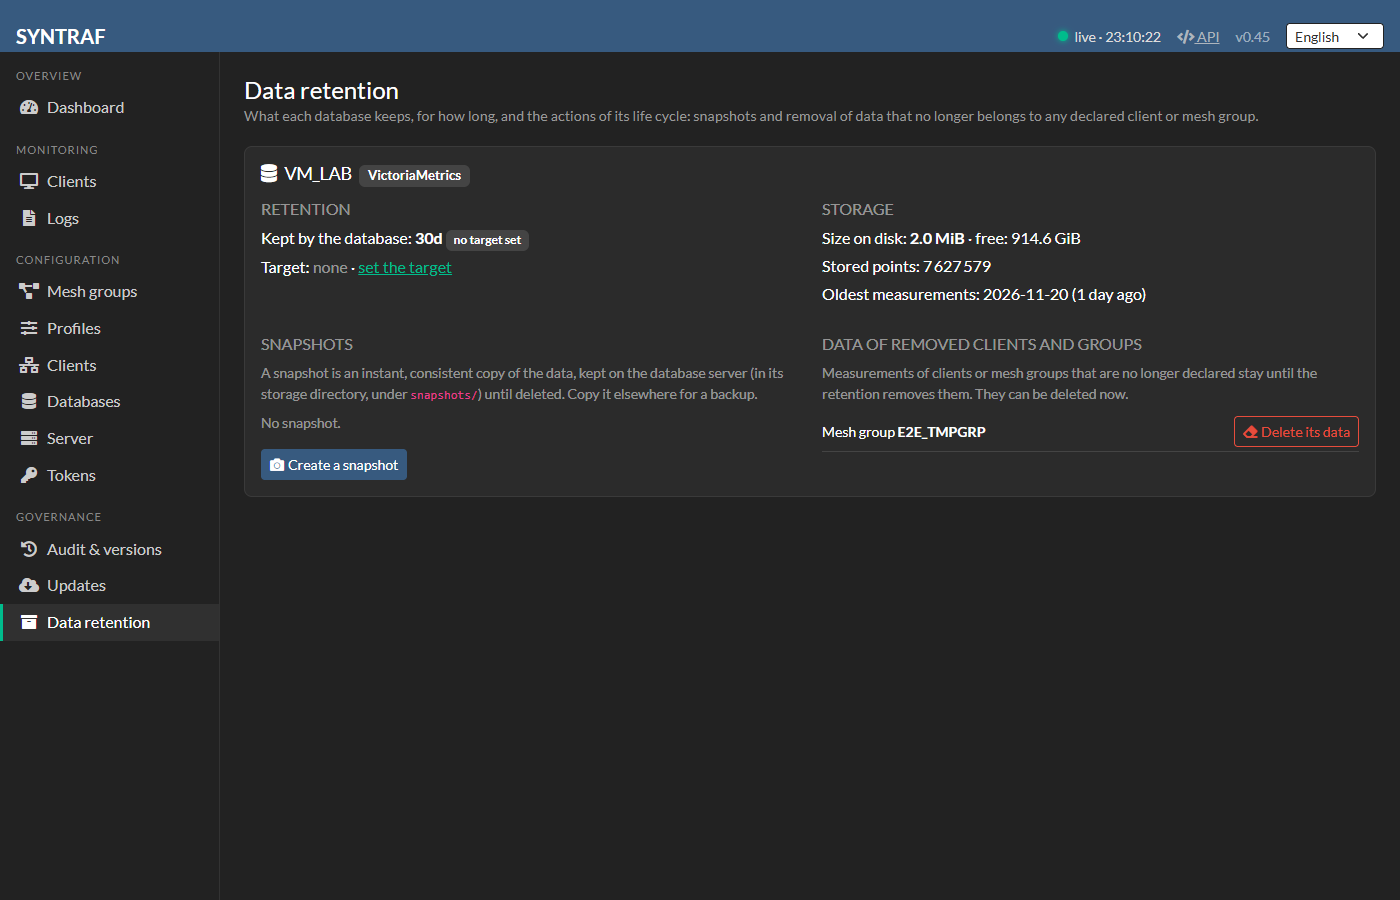 SYNTRAF
live · 23:10:22
API
v0.45
English
OVERVIEW
Dashboard
MONITORING
Clients
Logs
CONFIGURATION
Mesh groups
Profiles
Clients
Databases
Server
Tokens
GOVERNANCE
Audit & versions
Updates
Data retention
Data retention
What each database keeps, for how long, and the actions of its life cycle: snapshots and removal of data that no longer belongs to any declared client or mesh group.
VM_LAB VictoriaMetrics
RETENTION
Kept by the database: 30d no target set
Target: none · set the target
STORAGE
Size on disk: 2.0 MiB · free: 914.6 GiB
Stored points: 7 627 579
Oldest measurements: 2026-11-20 (1 day ago)
SNAPSHOTS
A snapshot is an instant, consistent copy of the data, kept on the database server (in its
storage directory, under snapshots/) until deleted. Copy it elsewhere for a backup.
No snapshot.
Create a snapshot
DATA OF REMOVED CLIENTS AND GROUPS
Measurements of clients or mesh groups that are no longer declared stay until the
retention removes them. They can be deleted now.
Mesh group E2E_TMPGRP
Delete its data